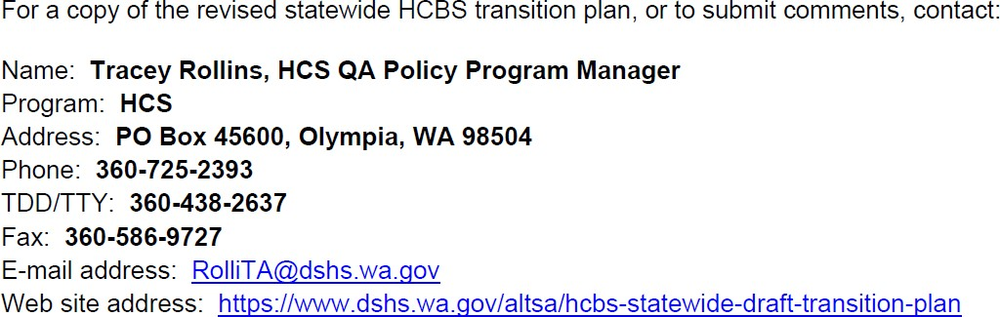 For a copy of the revised statewide HCBS transition plan, or to submit comments, contact:
Name: Tracey Rollins, HCS QA Policy Program Manager
Program: HCS
Address: PO Box 45600, Olympia, WA 98504
Phone: 360-725-2393
TDD/TTY: 360-438-2637
Fax: 360-586-9727
E-mail address: RolliTA@dshs.wa.gov
Web site address: https://www.dshs.wa.gov/altsa/hcbs-statewide-draft-transition-plan